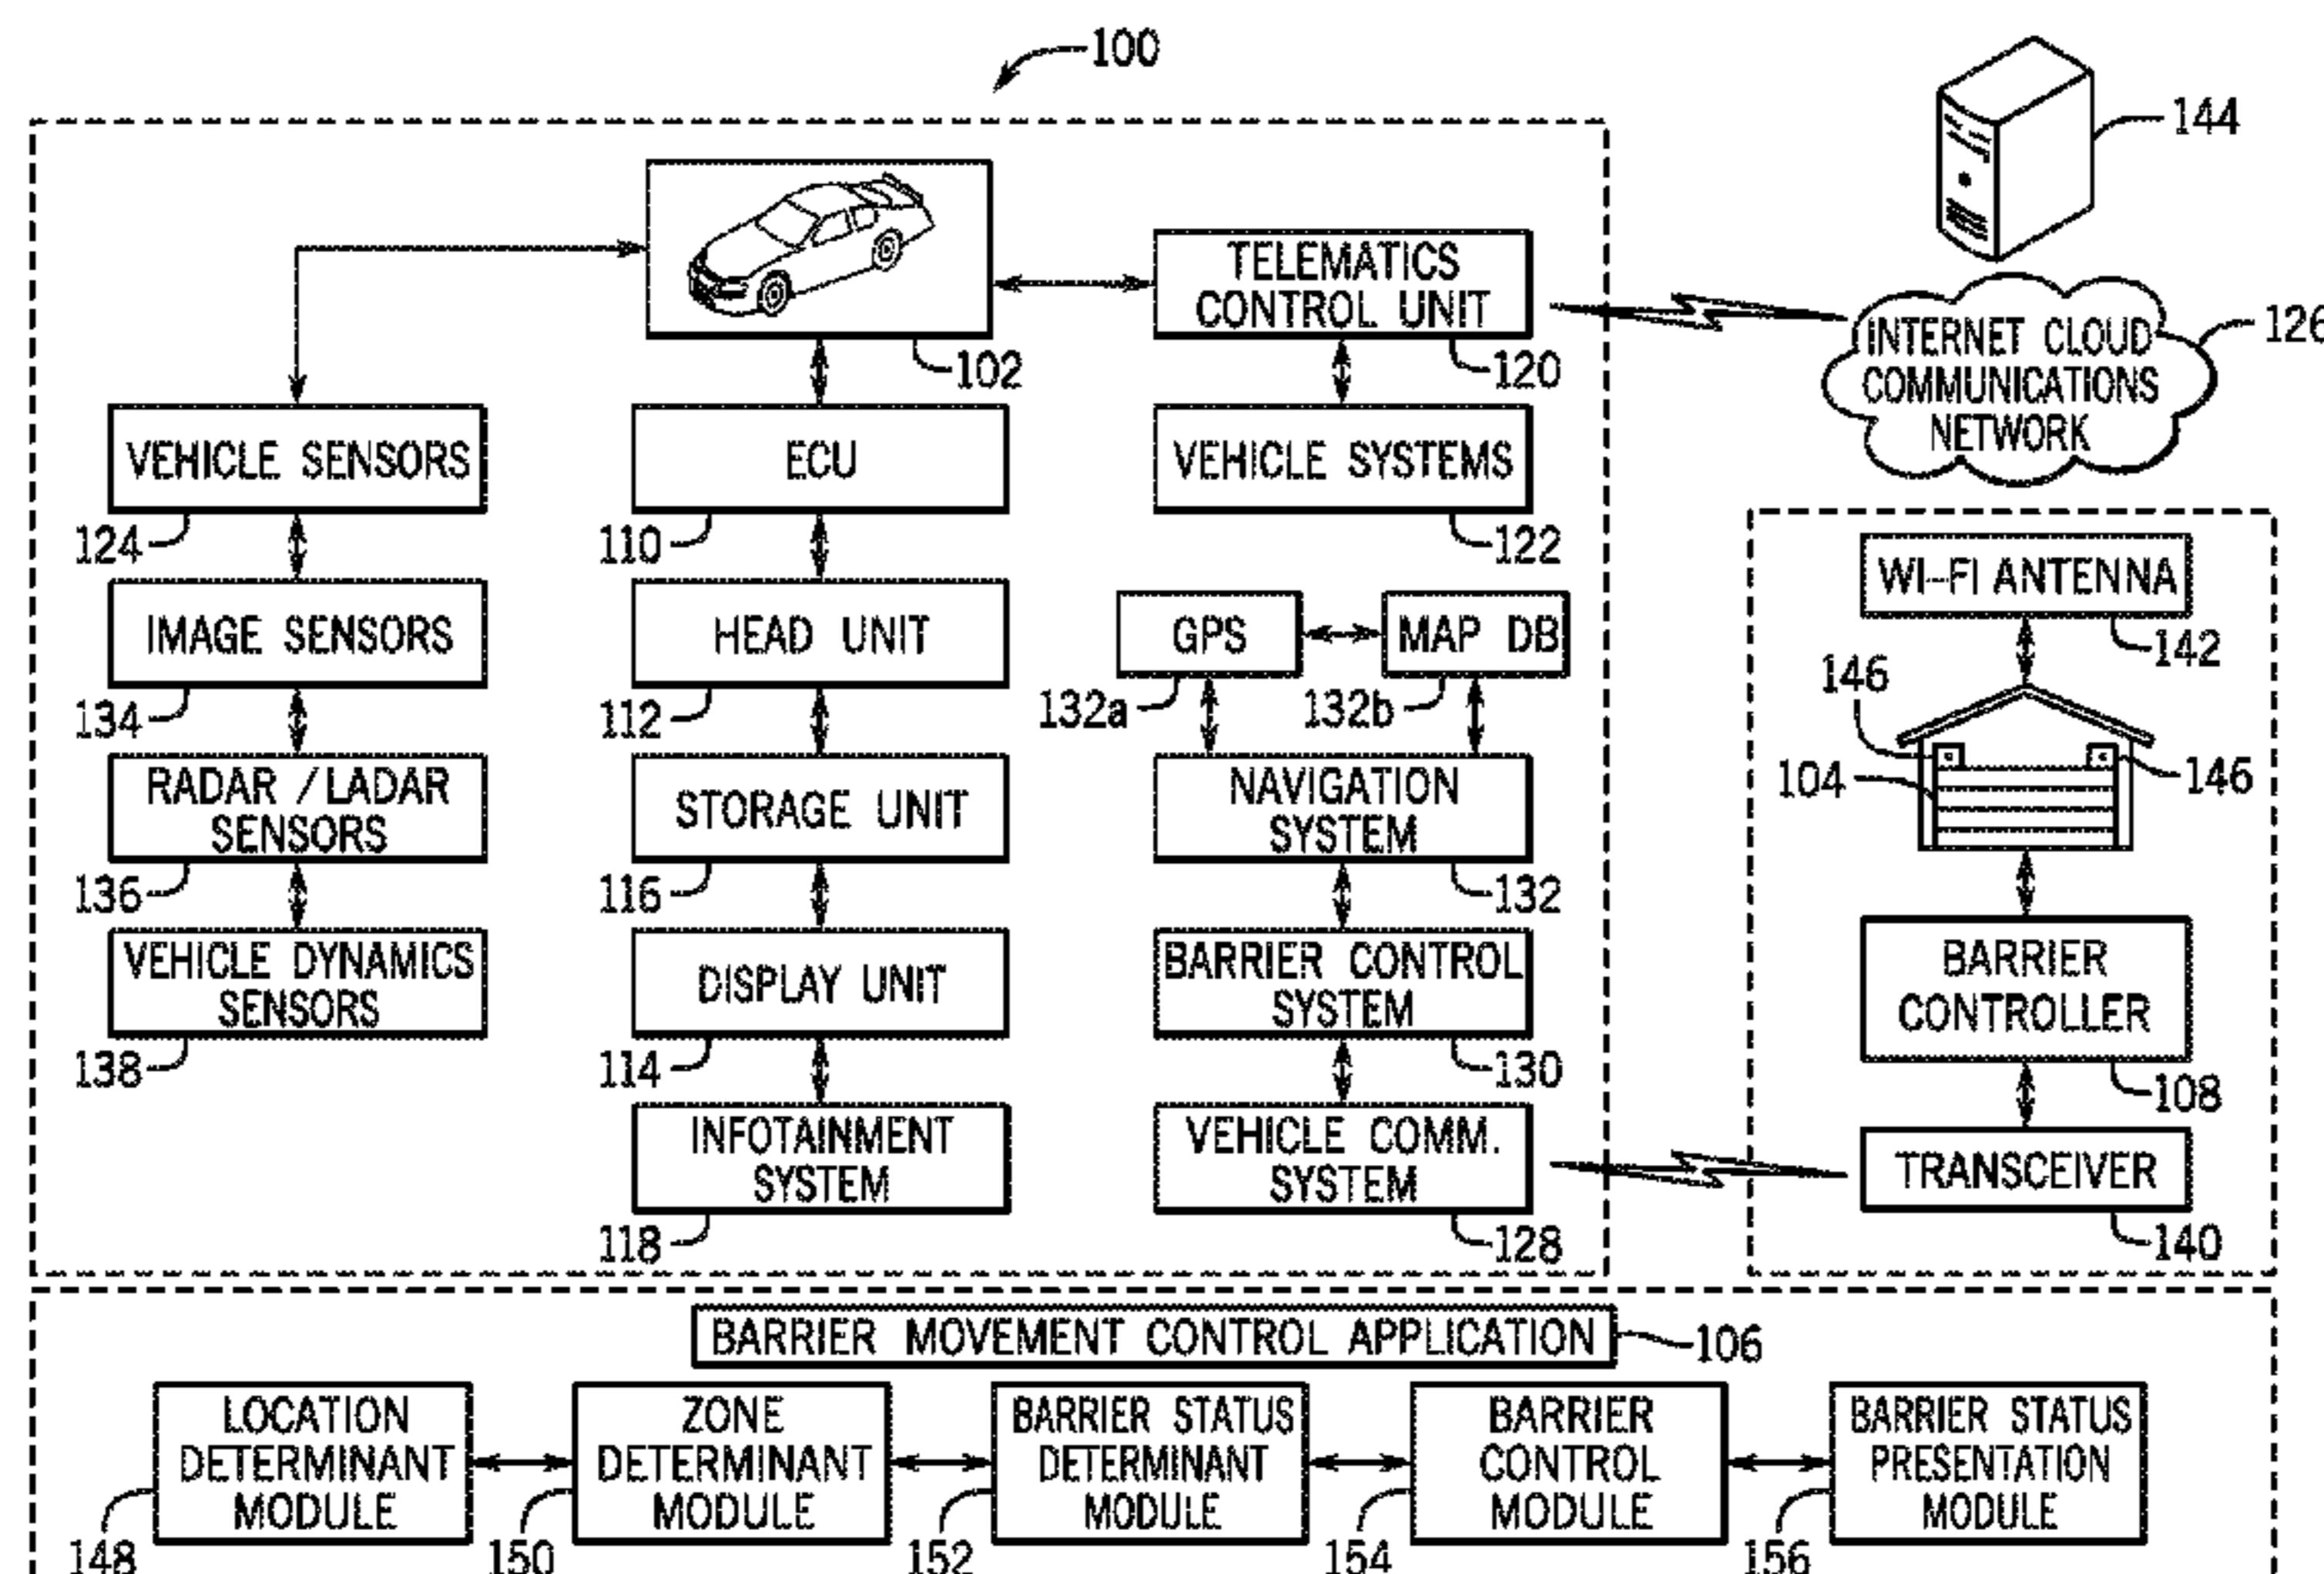 100
144
TELEMATICS
CONTROL UNIT
INTERNET CLOUD
COMMUNICATIONS
NETWORK
126
102
120
VEHICLE SENSORS
ECU
VEHICLE SYSTEMS
124
110
122
WI-FI ANTENNA
142
IMAGE SENSORS
HEAD UNIT
GPS
MAP DB
134
112
132a
132b
146
104
146
RADAR /LADAR
SENSORS
STORAGE UNIT
NAVIGATION
SYSTEM
136
116
132
VEHICLE DYNAMICS
SENSORS
DISPLAY UNIT
BARRIER CONTROL
SYSTEM
BARRIER
CONTROLLER
138
114
130
108
INFOTAINMENT
SYSTEM
VEHICLE COMM.
SYSTEM
TRANSCEIVER
118
128
140
BARRIER MOVEMENT CONTROL APPLICATION
106
LOCATION
DETERMINANT
MODULE
ZONE
DETERMINANT
MODULE
BARRIER STATUS
DETERMINANT
MODULE
BARRIER
CONTROL
MODULE
BARRIER STATUS
PRESENTATION
MODULE
148
150
152
154
156